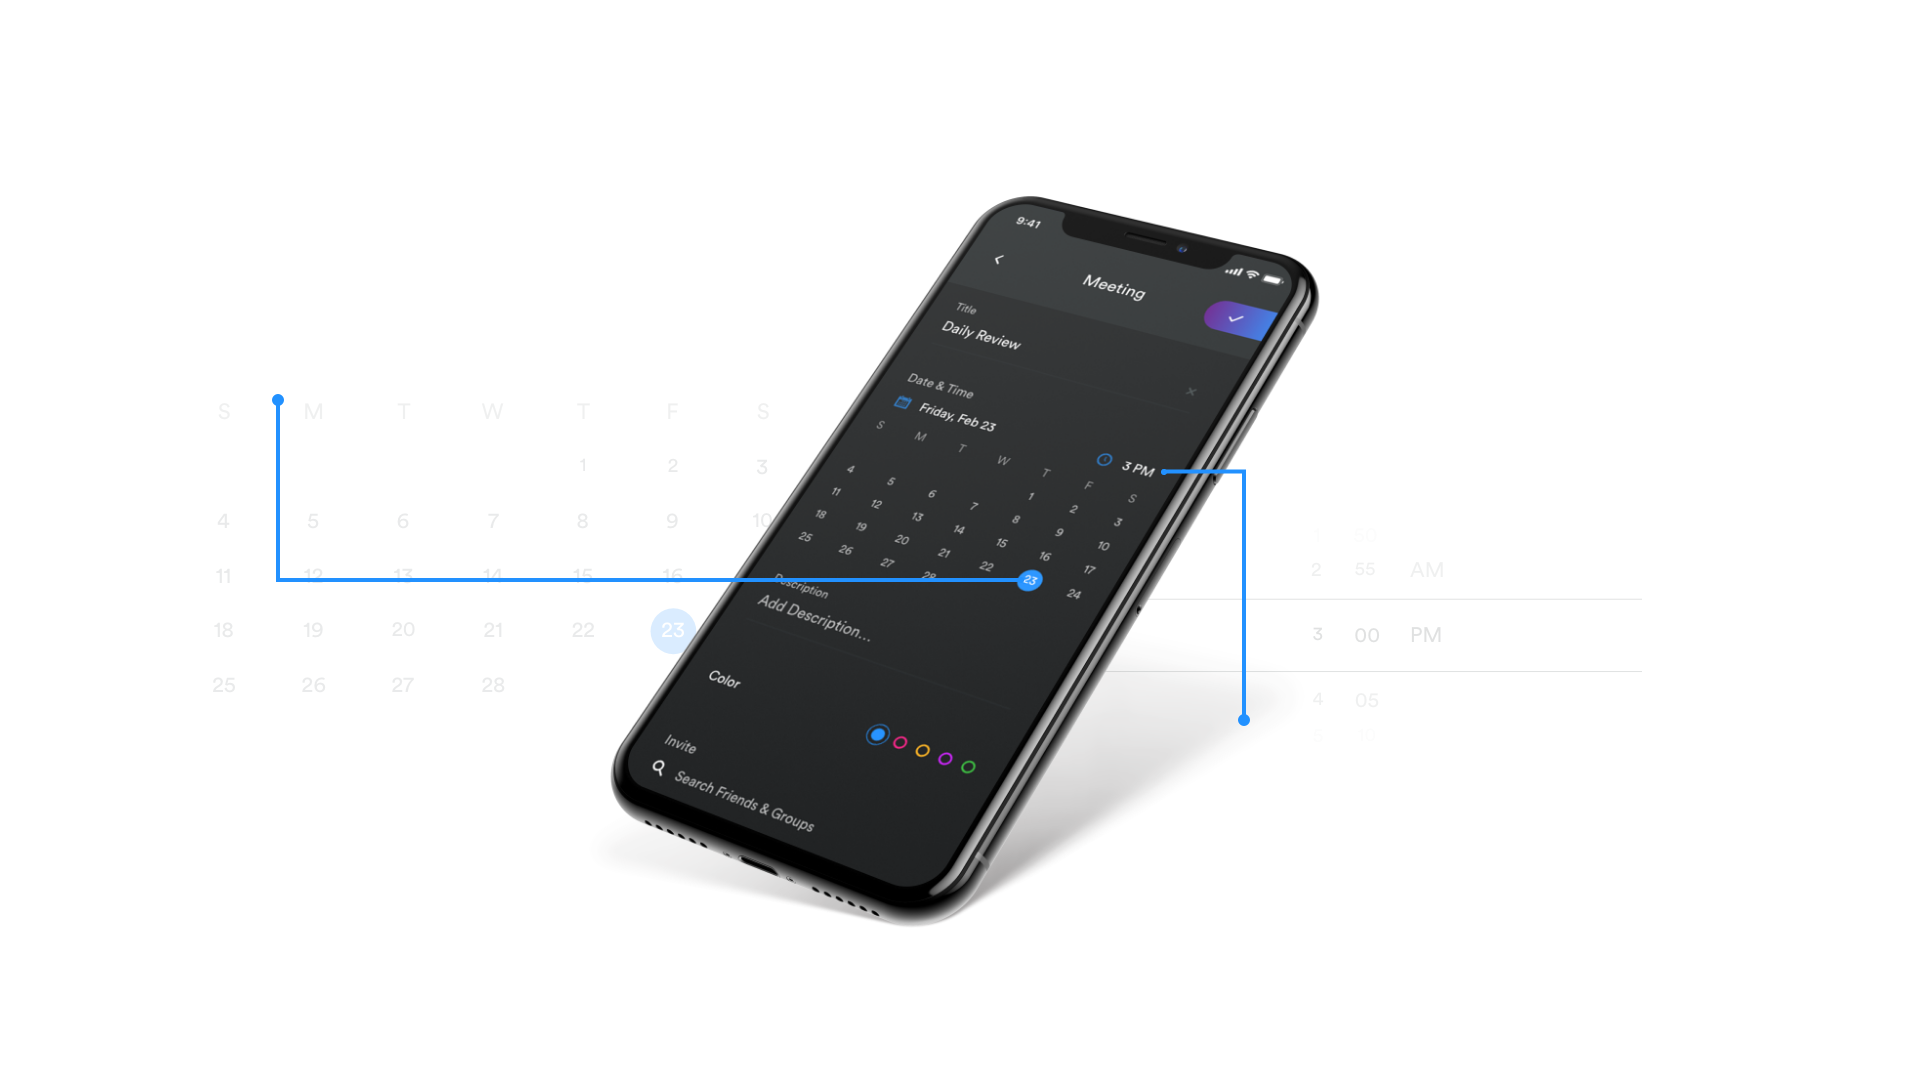 S M T W T F S
1 2 3
4 5 6 7 8 9 10
11 12 13 14 15 16
18 19 20 21 22 23
25 26 27 28
9:41
Meeting
Title
Daily Review
Date & Time
Friday, Feb 23
3 PM
S M T W T F S
1 2 3
4 5 6 7 8 9 10
11 12 13 14 15 16 17
18 19 20 21 22 23 24
25 26 27 28
Description
Add Description...
Color
Invite
Search Friends & Groups
1 50
2 55 AM
3 00 PM
4 05